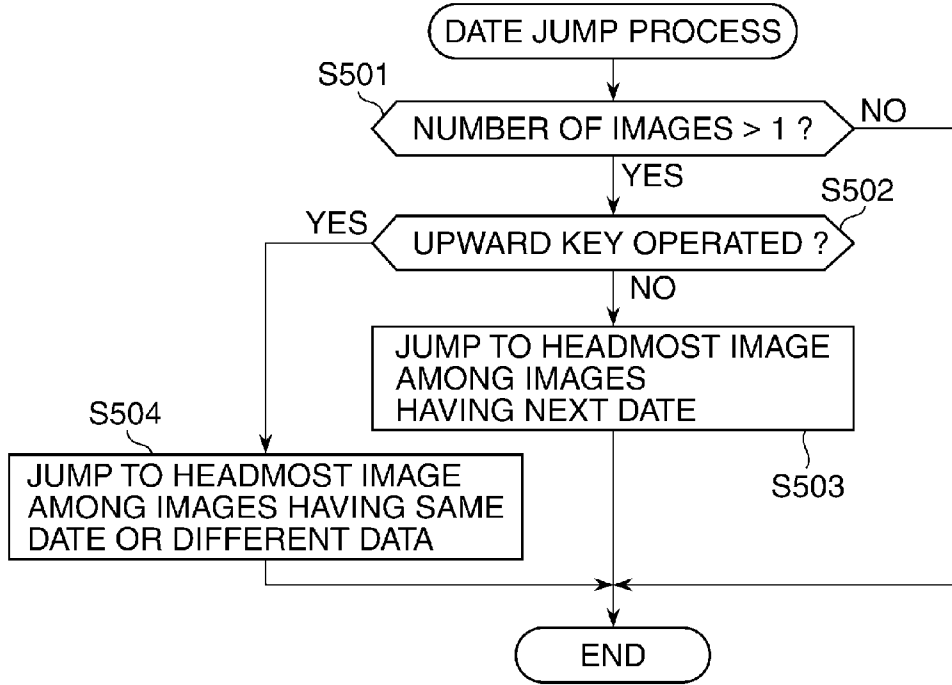 DATE JUMP PROCESS
S501
NUMBER OF IMAGES > 1 ?
NO
YES
S502
YES
UPWARD KEY OPERATED ?
NO
JUMP TO HEADMOST IMAGE
AMONG IMAGES
HAVING NEXT DATE
S503
S504
JUMP TO HEADMOST IMAGE
AMONG IMAGES HAVING SAME
DATE OR DIFFERENT DATA
END